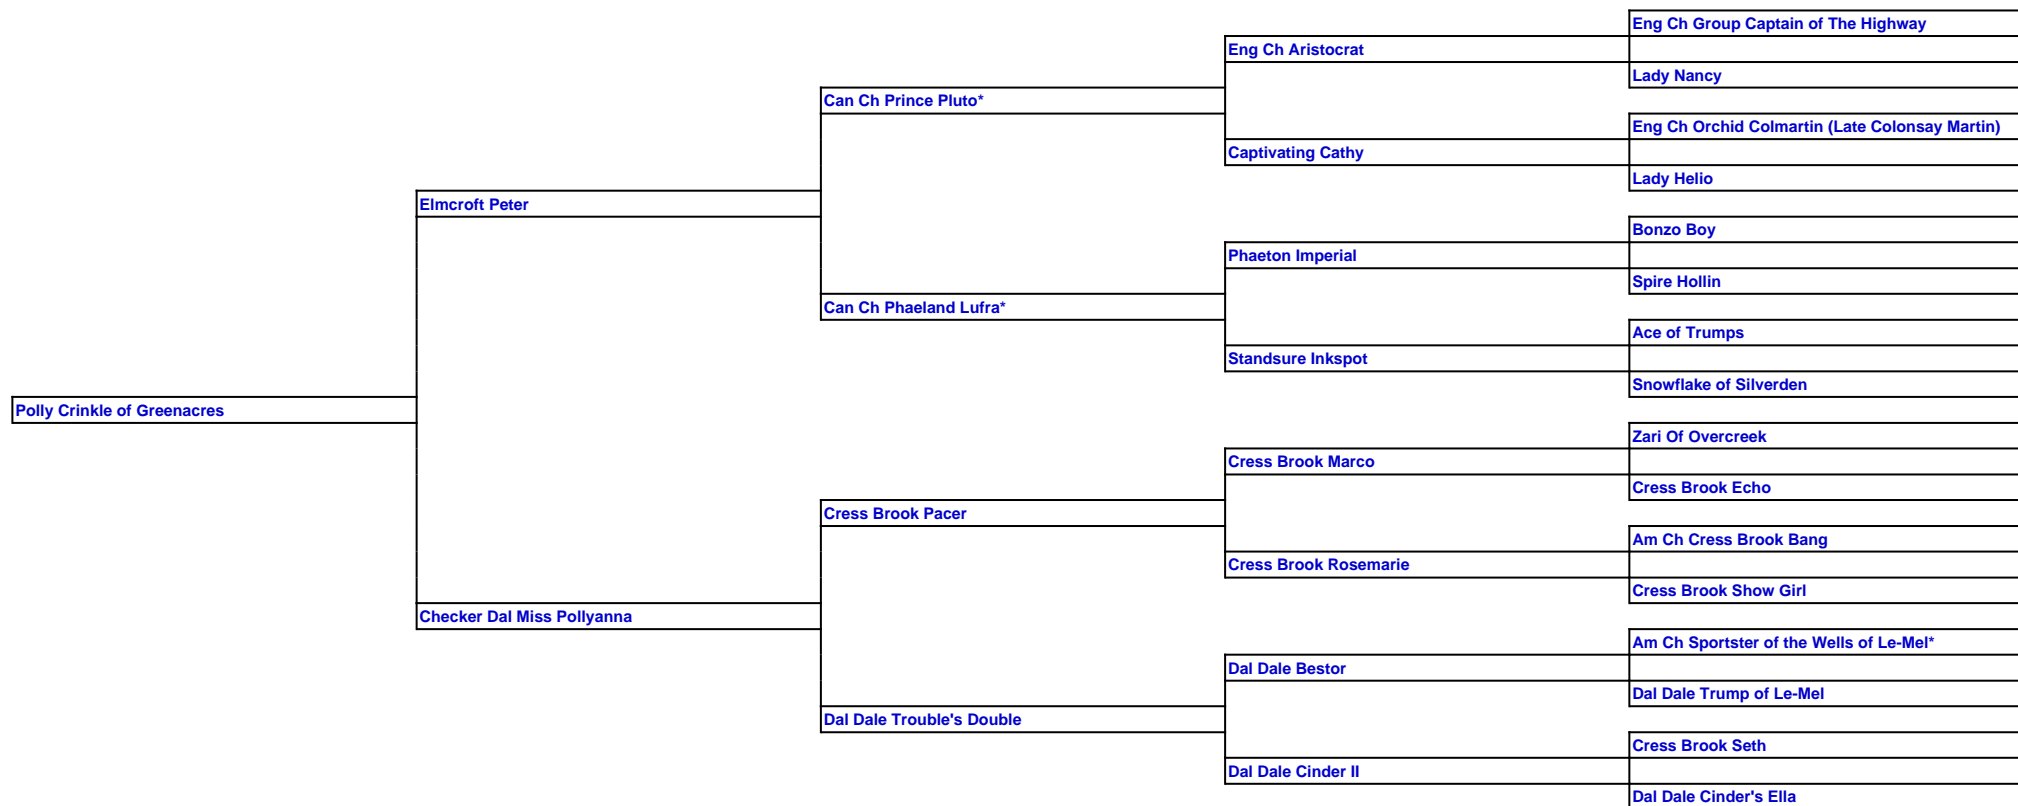 Eng Ch Group Captain of The Highway
Eng Ch Aristocrat
Lady Nancy
Can Ch Prince Pluto*
Eng Ch Orchid Colmartin (Late Colonsay Martin)
Captivating Cathy
Lady Helio
Elmcroft Peter
Bonzo Boy
Phaeton Imperial
Spire Hollin
Can Ch Phaeland Lufra*
Ace of Trumps
Standsure Inkspot
Snowflake of Silverden
Polly Crinkle of Greenacres
Zari Of Overcreek
Cress Brook Marco
Cress Brook Echo
Cress Brook Pacer
Am Ch Cress Brook Bang
Cress Brook Rosemarie
Cress Brook Show Girl
Checker Dal Miss Pollyanna
Am Ch Sportster of the Wells of Le-Mel*
Dal Dale Bestor
Dal Dale Trump of Le-Mel
Dal Dale Trouble's Double
Cress Brook Seth
Dal Dale Cinder II
Dal Dale Cinder's Ella